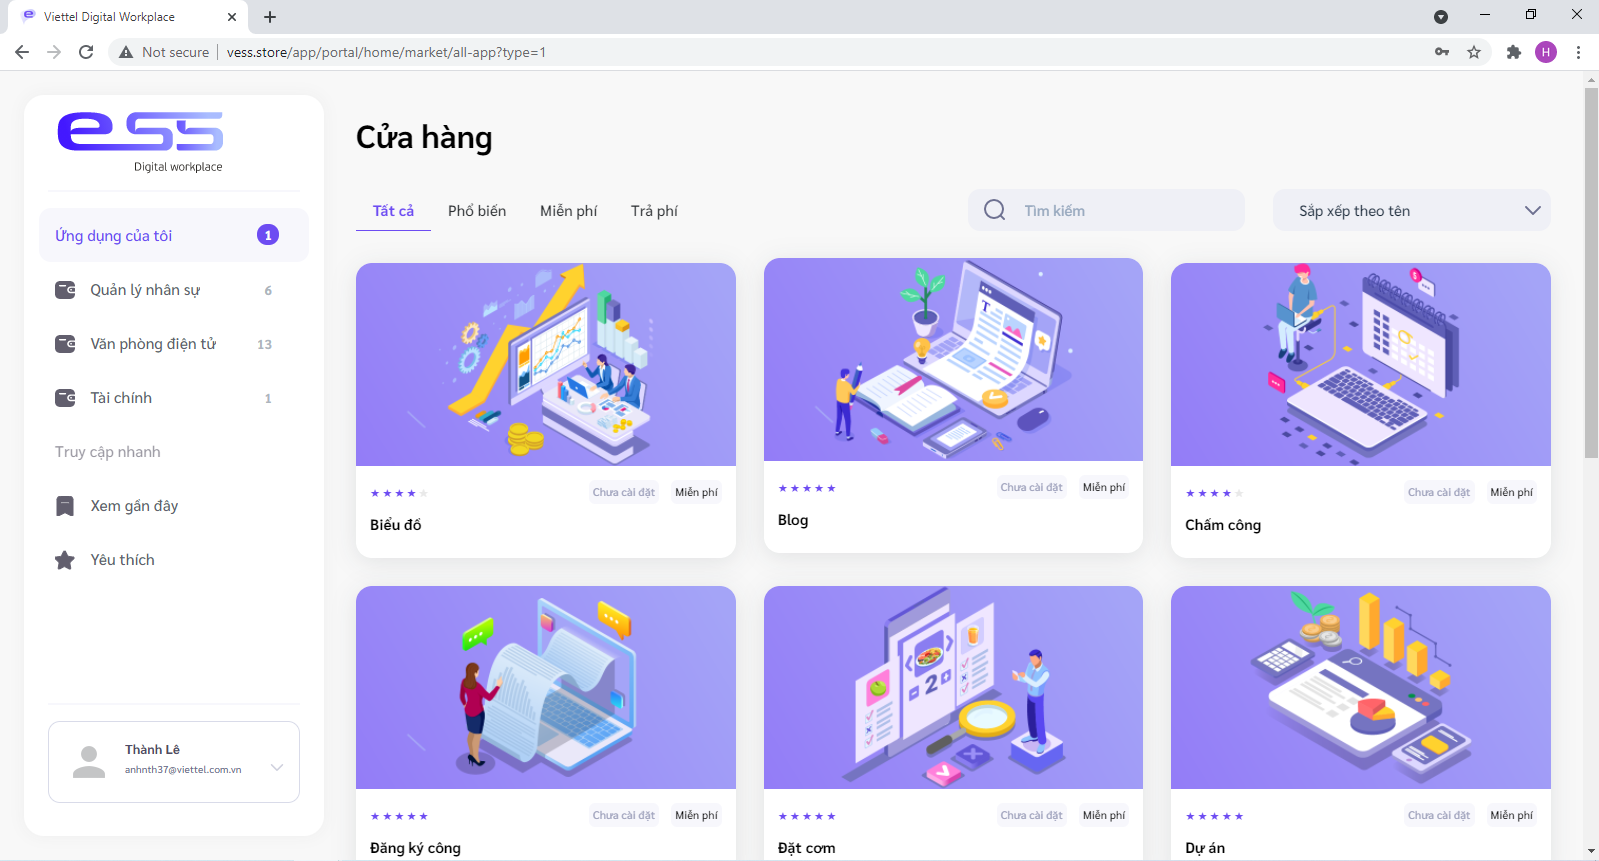 Viettel Digital Workplace
Not secure
vess.store/app/portal/home/market/all-app?type=1
H
ess
Digital workplace
Ứng dụng của tôi 1
Quản lý nhân sự 6
Văn phòng điện tử 13
Tài chính 1
Truy cập nhanh
Xem gần đây
Yêu thích
Thành Lê
anhnth37@viettel.com.vn
Cửa hàng
Tất cả Phổ biến Miễn phí Trả phí
Tìm kiếm
Sắp xếp theo tên
Chưa cài đặt Miễn phí
Biểu đồ
T
Chưa cài đặt Miễn phí
Blog
Chưa cài đặt Miễn phí
Chấm công
Chưa cài đặt Miễn phí
Đăng ký công
2
Chưa cài đặt Miễn phí
Đặt cơm
Chưa cài đặt Miễn phí
Dự án